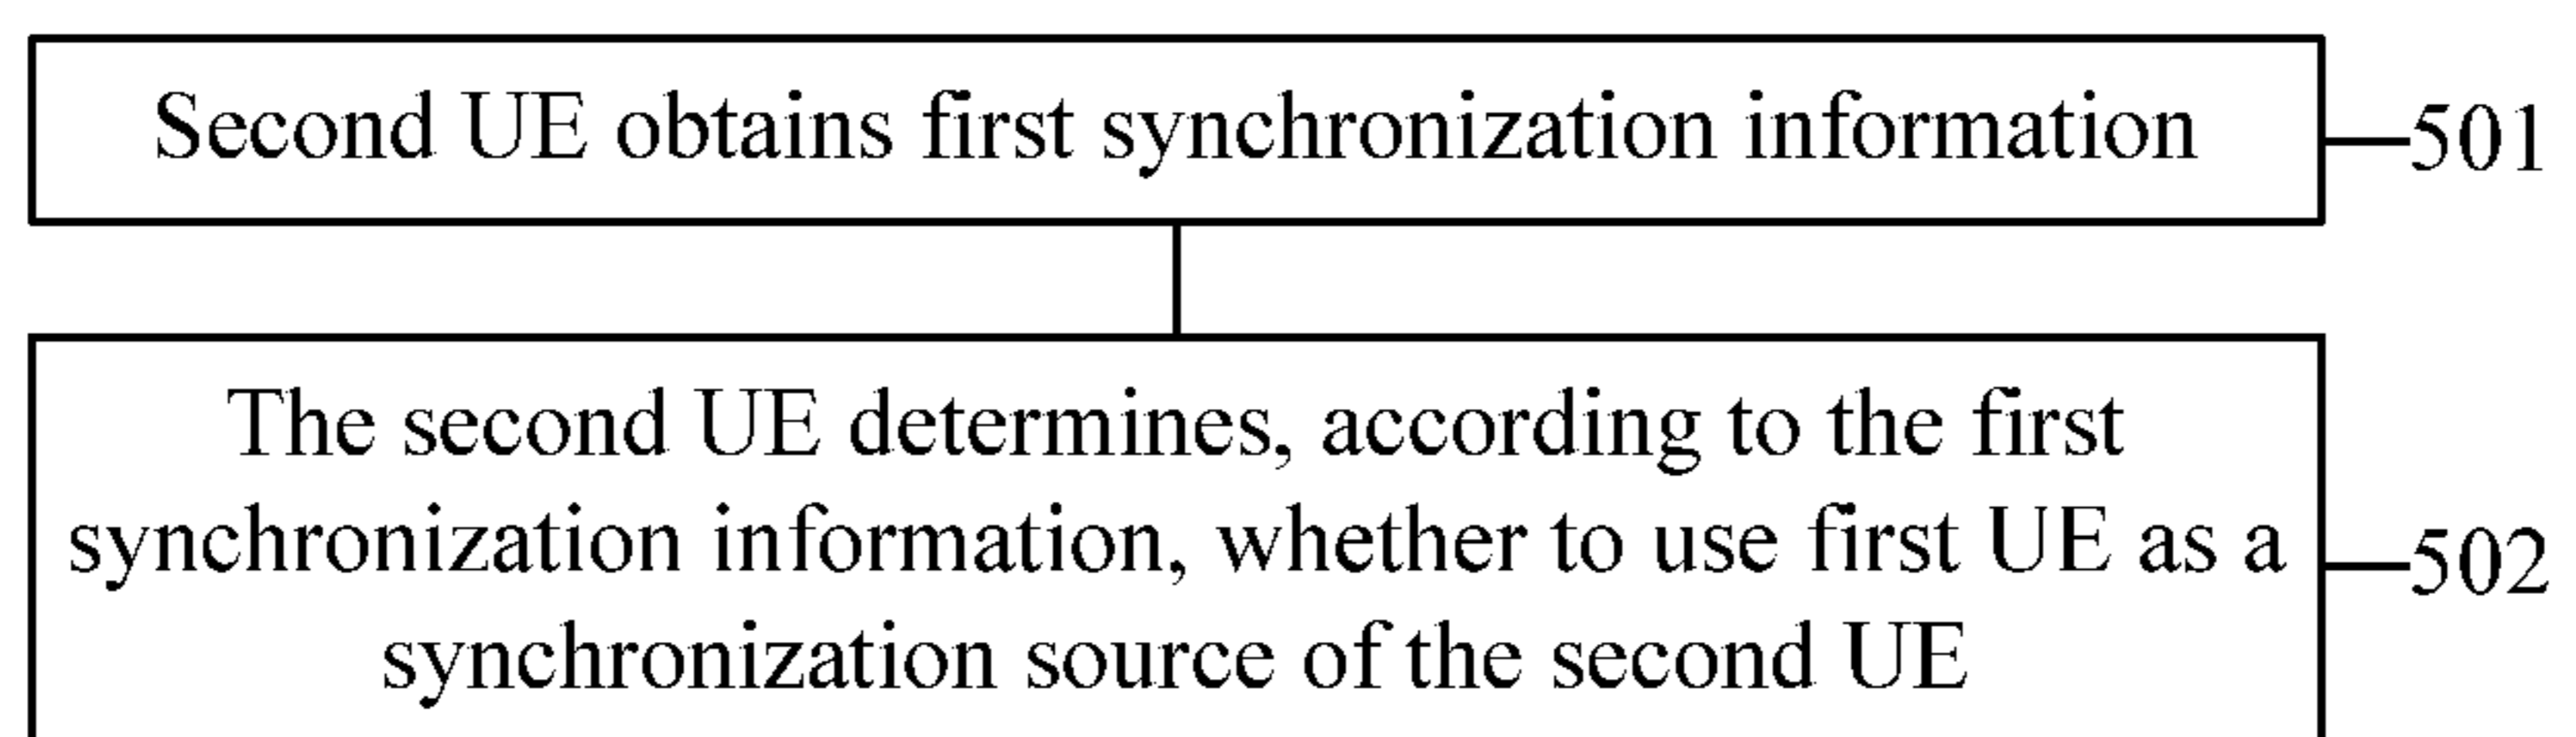 Second UE obtains first synchronization information
501
The second UE determines, according to the first
synchronization information, whether to use first UE as a
502
synchronization source of the second UE